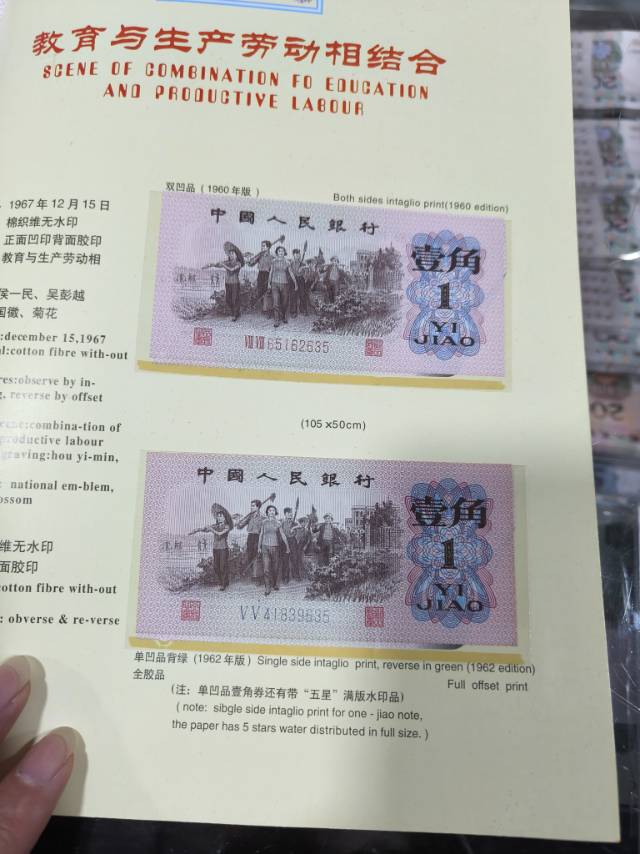 教育与生产劳动相结合
SCENE OF COMBINATION FO EDUCATION
AND PRODUCTIVE LABOUR
双凹品 (1960年版)
Both sides intaglio print(1960 edition)
1967年12月15日
棉织维无水印
正面凹印背面胶印
教育与生产劳动相
侯一民、吴彭越
国徽、菊花
:december 15,1967
:cotton fibre with-out
res:observe by in-
, reverse by offset
:combina-tion of
productive labour
graving:hou yi-min,
: national em-blem,
ossom
维无水印
面胶印
cotton fibre with-out
: obverse & re-verse
中國人民銀行
壹角
1
YI
JIAO
VII VII 65162635
(105×50cm)
中國人民銀行
壹角
1
YI
JIAO
V V 41839635
单凹品背绿 (1962年版) Single side intaglio print, reverse in green (1962 edition)
全胶品
Full offset print
(注: 单凹品壹角券还有带“五星”满版水印品)
( note: sibgle side intaglio print for one - jiao note,
the paper has 5 stars water distributed in full size. )